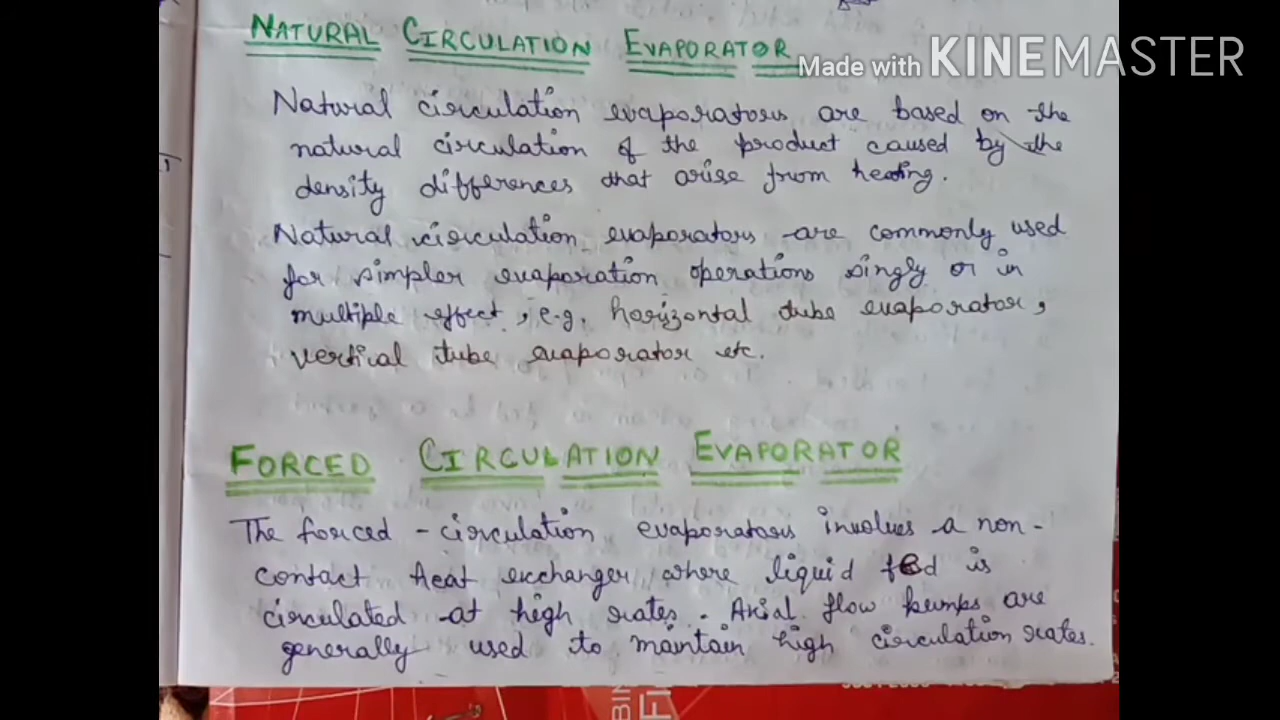 NATURAL CIRCULATION EVAPORATOR
Made with KINEMASTER
Natural circulation evaporators are based on the
natural circulation of the product caused by the
density differences that arise from heating.
Natural circulation evaporators are commonly used
for simpler evaporation operations singly or in
multiple effect, e.g. horizontal tube evaporator,
vertical tube evaporator etc.
FORCED CIRCULATION EVAPORATOR
The forced-circulation evaporators involves a non-
contact heat exchanger where liquid feed is
circulated at high rates. Axial flow pumps are
generally used to maintain high circulation rates.